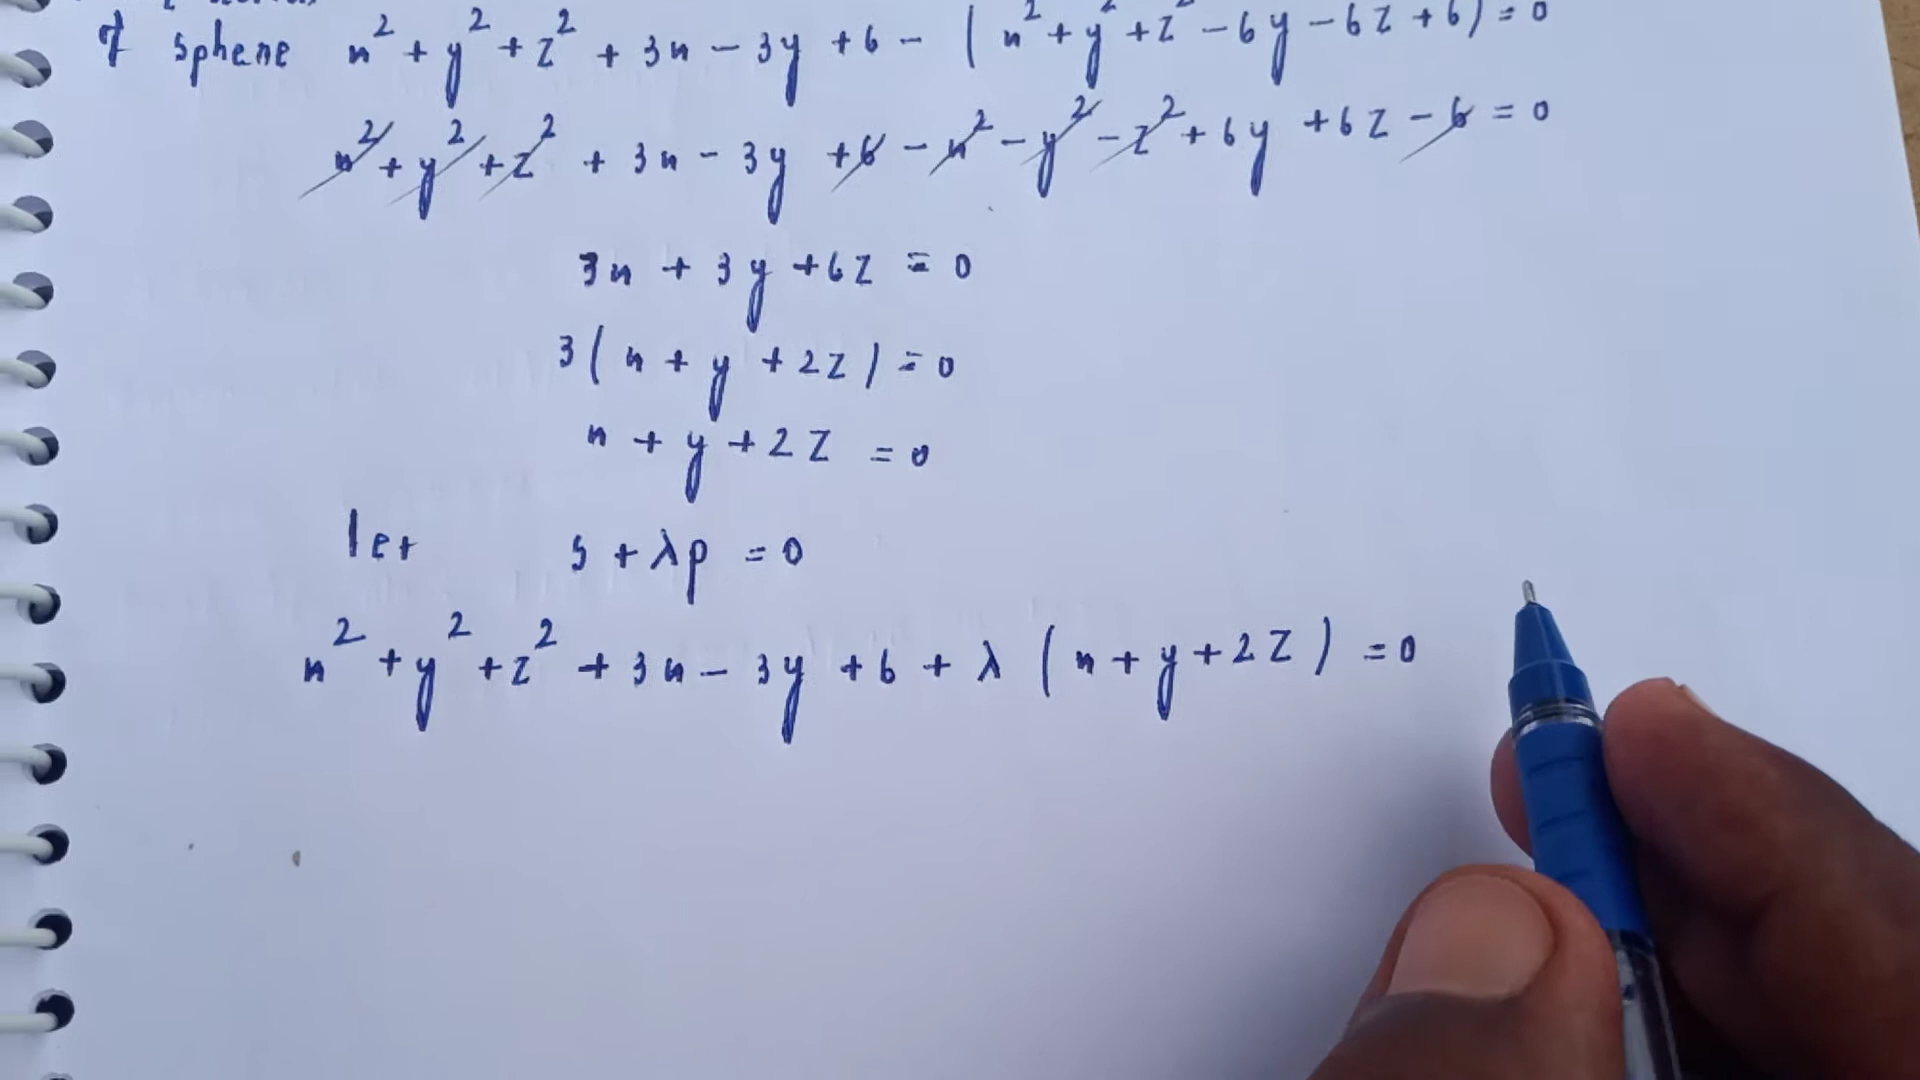 of sphere x² + y² + z² + 3x - 3y + 6 - (x² + y² + z² - 6y - 6z + 6) = 0
x² + y² + z² + 3x - 3y + 6 - x² - y² - z² + 6y + 6z - 6 = 0
3x + 3y + 6z = 0
3(x + y + 2z) = 0
x + y + 2z = 0
let s + λp = 0
x² + y² + z² + 3x - 3y + 6 + λ (x + y + 2z) = 0